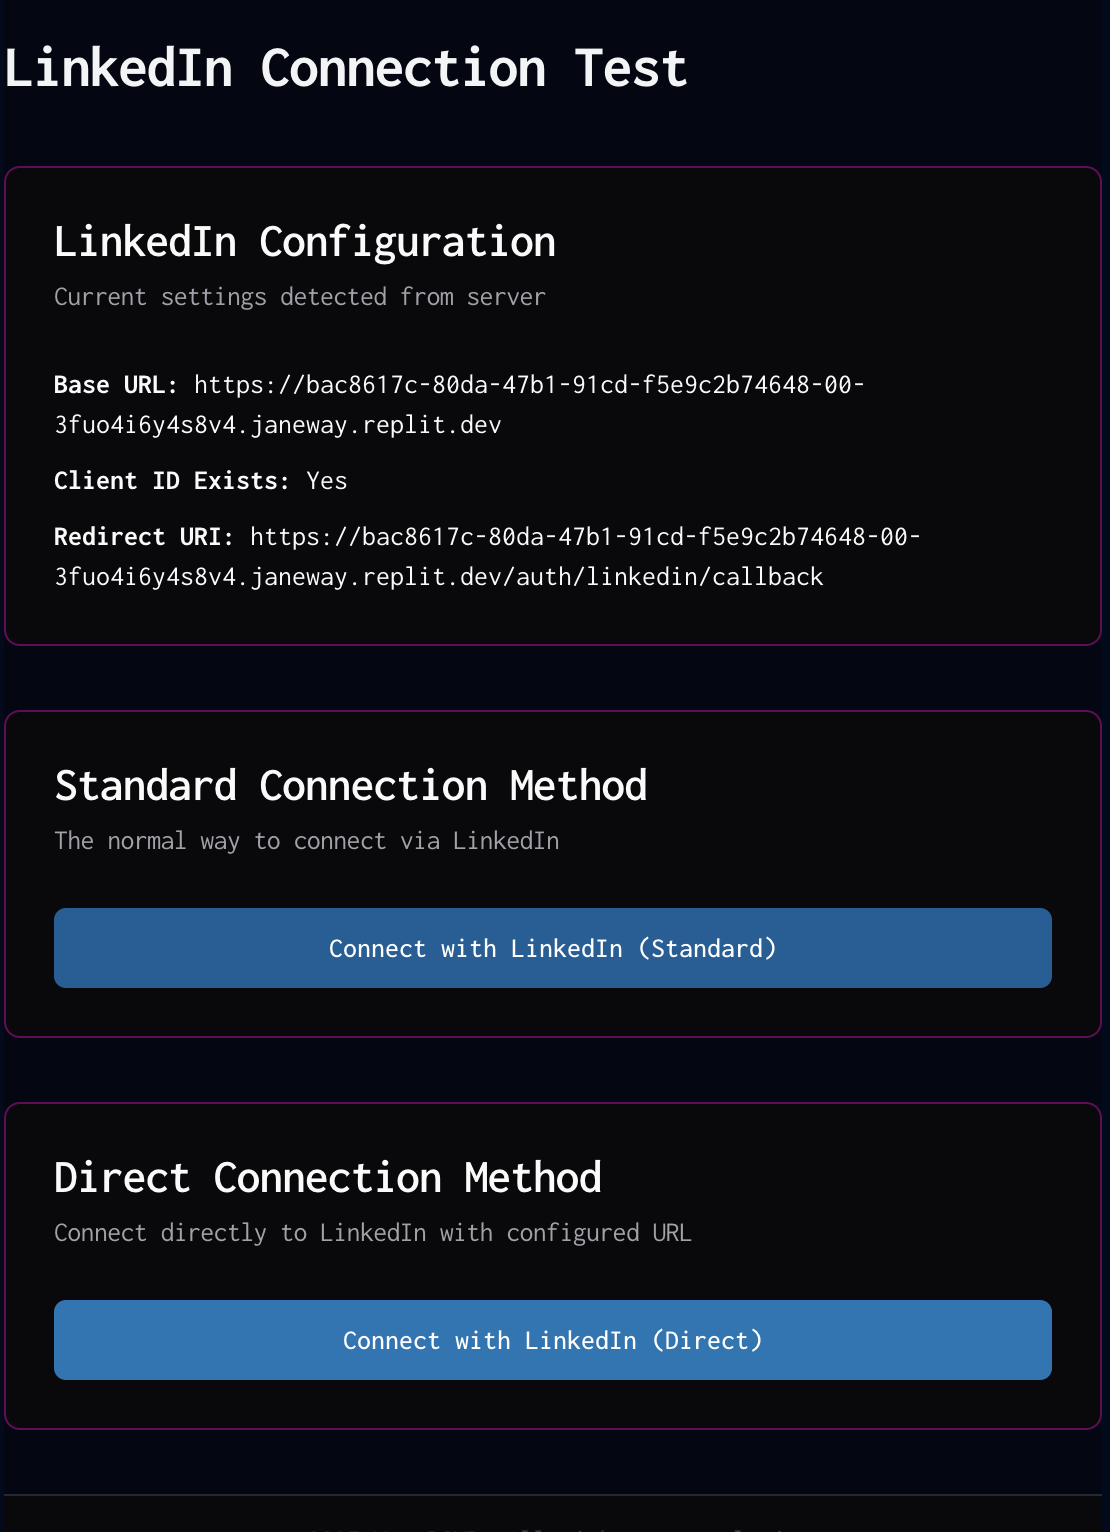 LinkedIn Connection Test
LinkedIn Configuration
Current settings detected from server
Base URL: https://bac8617c-80da-47b1-91cd-f5e9c2b74648-00-
3fuo4i6y4s8v4.janeway.replit.dev
Client ID Exists: Yes
Redirect URI: https://bac8617c-80da-47b1-91cd-f5e9c2b74648-00-
3fuo4i6y4s8v4.janeway.replit.dev/auth/linkedin/callback
Standard Connection Method
The normal way to connect via LinkedIn
Connect with LinkedIn (Standard)
Direct Connection Method
Connect directly to LinkedIn with configured URL
Connect with LinkedIn (Direct)